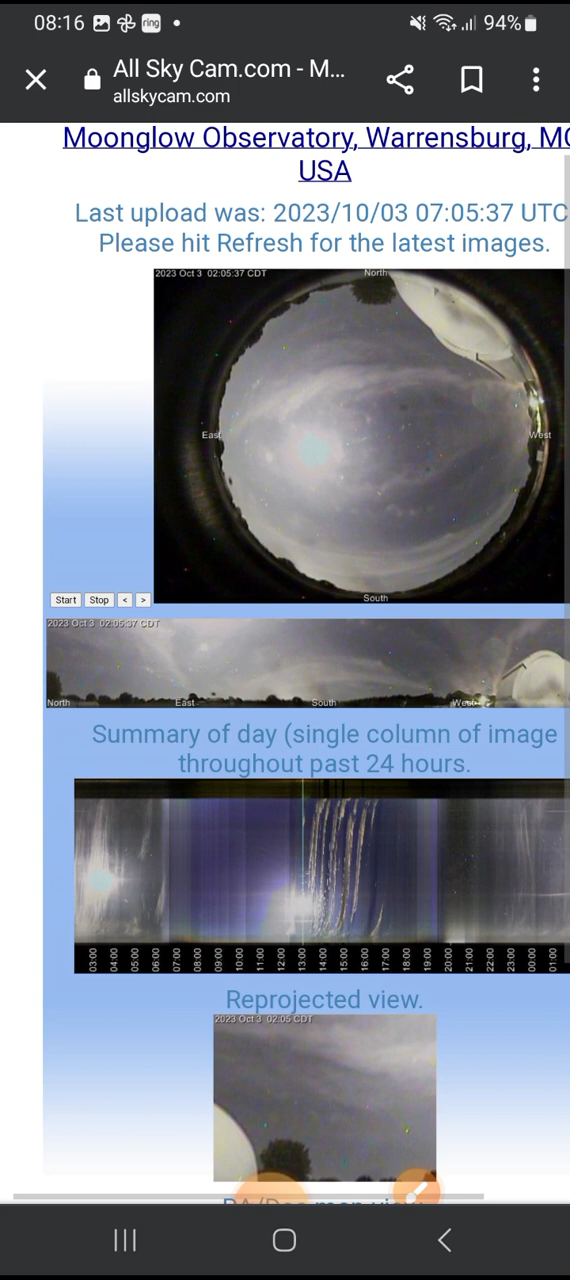 08:16 ring 94%
All Sky Cam.com - M...
allskycam.com
Moonglow Observatory, Warrensburg, MO
USA
Last upload was: 2023/10/03 07:05:37 UTC
Please hit Refresh for the latest images.
2023 Oct 3 02:05:37 CDT
North
East
West
South
Start Stop < >
2023 Oct 3 02:05:37 CDT
North East South West
Summary of day (single column of image
throughout past 24 hours.
03:00 04:00 05:00 06:00 07:00 08:00 09:00 10:00 11:00 12:00 13:00 14:00 15:00 16:00 17:00 18:00 19:00 20:00 21:00 22:00 23:00 00:00 01:00
Reprojected view.
2023 Oct 3 02:05 CDT
RA/Dec map view